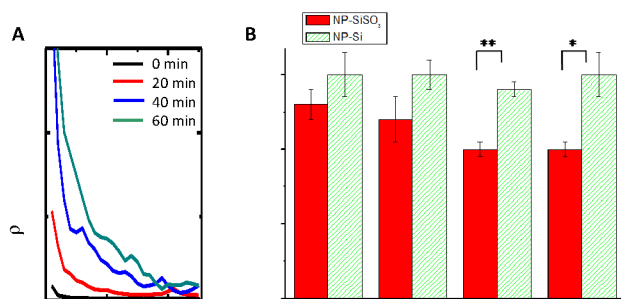 A
0 min
20 min
40 min
60 min
ρ
B
NP-SiSO₃
NP-Si
** *